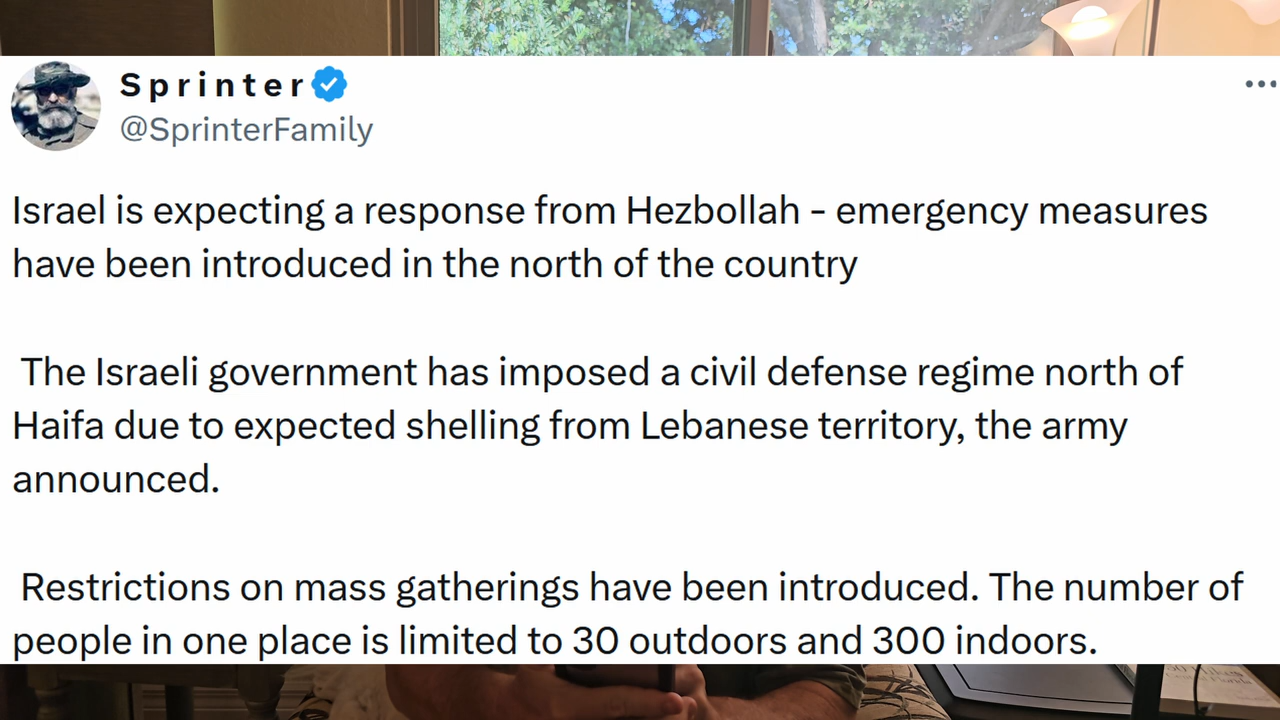 Sprinter
@SprinterFamily
Israel is expecting a response from Hezbollah - emergency measures
have been introduced in the north of the country
The Israeli government has imposed a civil defense regime north of
Haifa due to expected shelling from Lebanese territory, the army
announced.
Restrictions on mass gatherings have been introduced. The number of
people in one place is limited to 30 outdoors and 300 indoors.